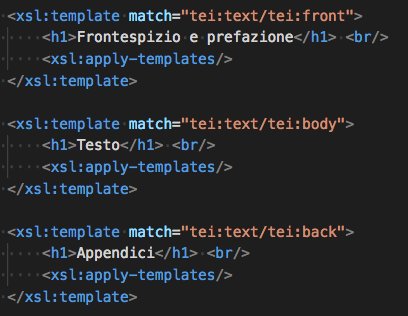 <xsl:template match="tei:text/tei:front">
    <h1>Frontespizio e prefazione</h1> <br/>
    <xsl:apply-templates/>
</xsl:template>

<xsl:template match="tei:text/tei:body">
    <h1>Testo</h1> <br/>
    <xsl:apply-templates/>
</xsl:template>

<xsl:template match="tei:text/tei:back">
    <h1>Appendici</h1> <br/>
    <xsl:apply-templates/>
</xsl:template>